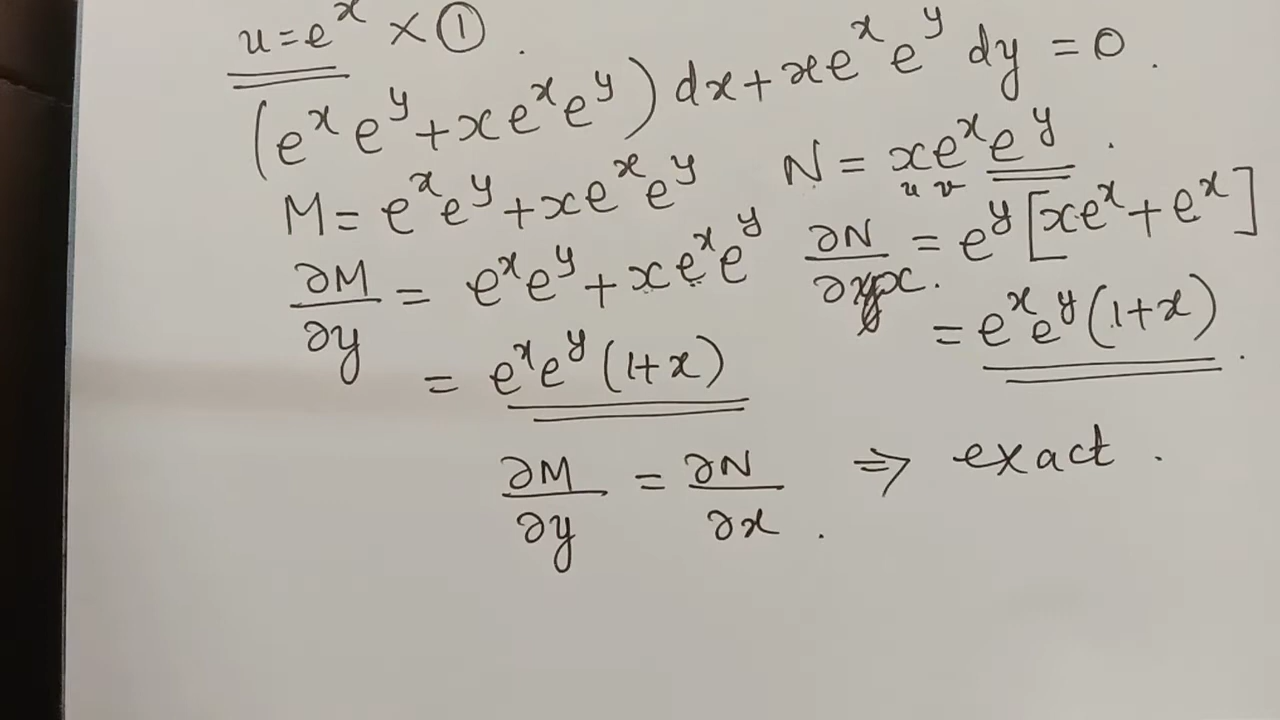 u = e^x × ① .
(e^x e^y + x e^x e^y) dx + x e^x e^y dy = 0 .
M = e^x e^y + x e^x e^y N = x e^x e^y .
u v
∂M/∂y = e^x e^y + x e^x e^y ∂N/∂x = e^y [x e^x + e^x] .
= e^x e^y (1+x) = e^x e^y (1+x) .
∂M/∂y = ∂N/∂x . ⇒ exact .